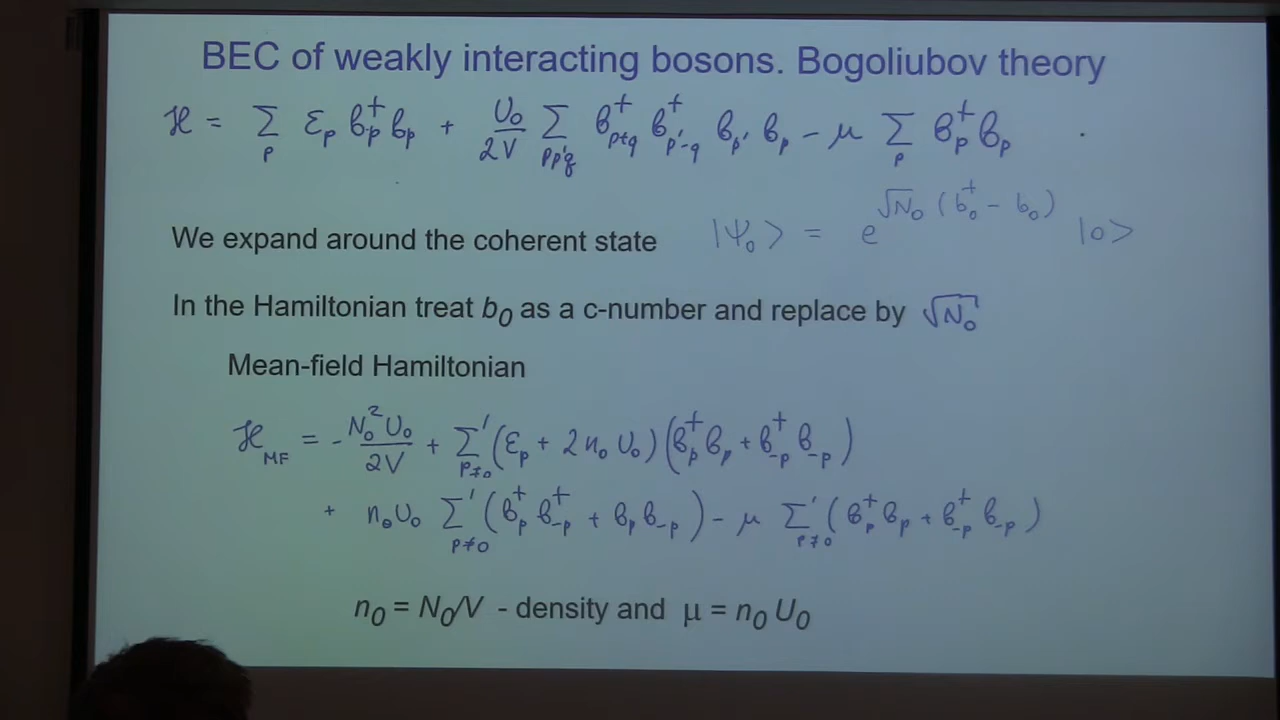 BEC of weakly interacting bosons. Bogoliubov theory
ℋ = Σ_p ε_p b_p^+ b_p + U_0/2V Σ_{pp'q} b_{p+q}^+ b_{p'-q}^+ b_{p'} b_p - μ Σ_p b_p^+ b_p
We expand around the coherent state |Ψ_0> = e^{√N_0 (b_0^+ - b_0)} |0>
In the Hamiltonian treat b_0 as a c-number and replace by √N_0
Mean-field Hamiltonian
ℋ_MF = - N_0^2 U_0/2V + Σ'_{p≠0} (ε_p + 2 n_0 U_0) (b_p^+ b_p + b_{-p}^+ b_{-p})
+ n_0 U_0 Σ'_{p≠0} (b_p^+ b_{-p}^+ + b_p b_{-p}) - μ Σ'_{p≠0} (b_p^+ b_p + b_{-p}^+ b_{-p})
n_0 = N_0/V - density and μ = n_0 U_0